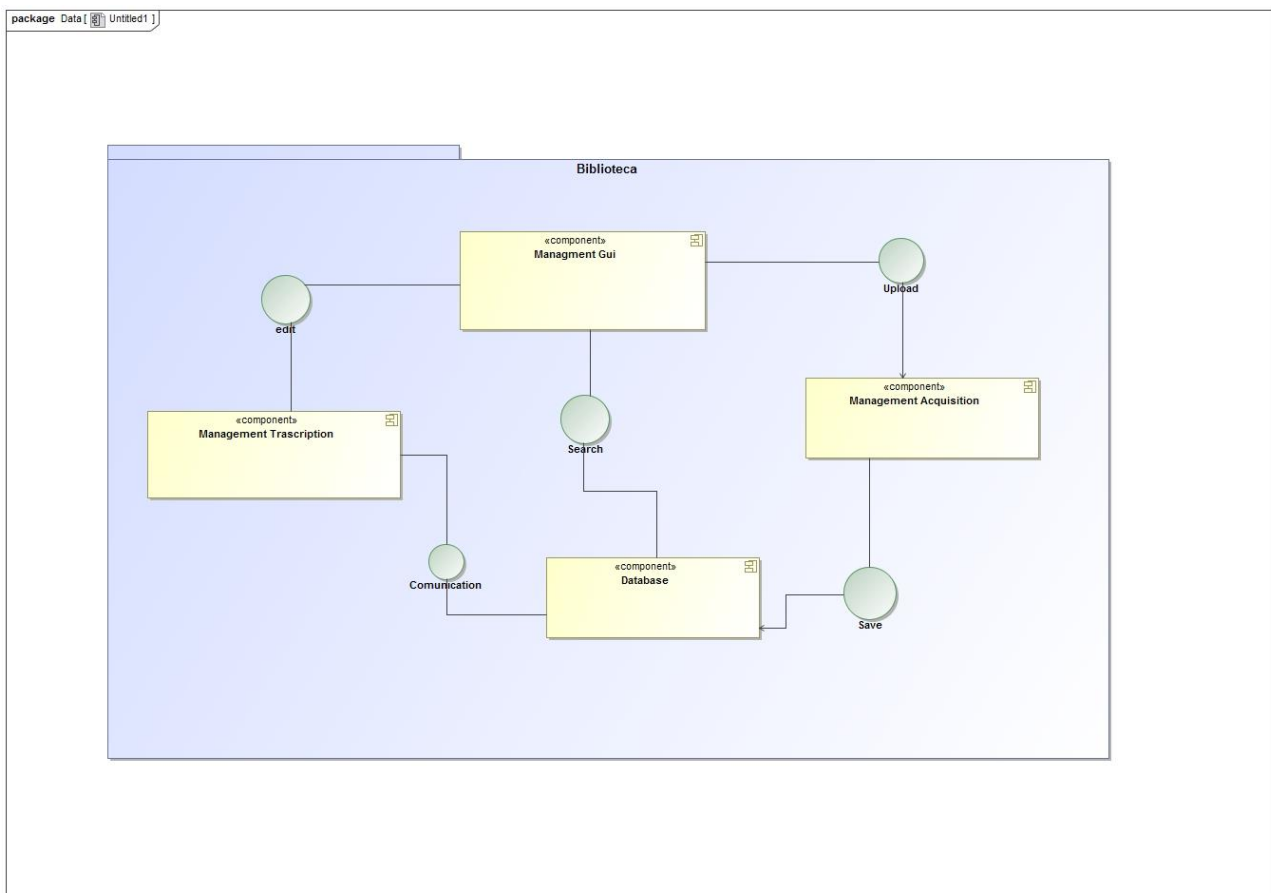 package Data [ Untitled1 ]
Biblioteca
«component»
Managment Gui
Upload
edit
«component»
Management Acquisition
«component»
Management Trascription
Search
«component»
Database
Comunication
Save